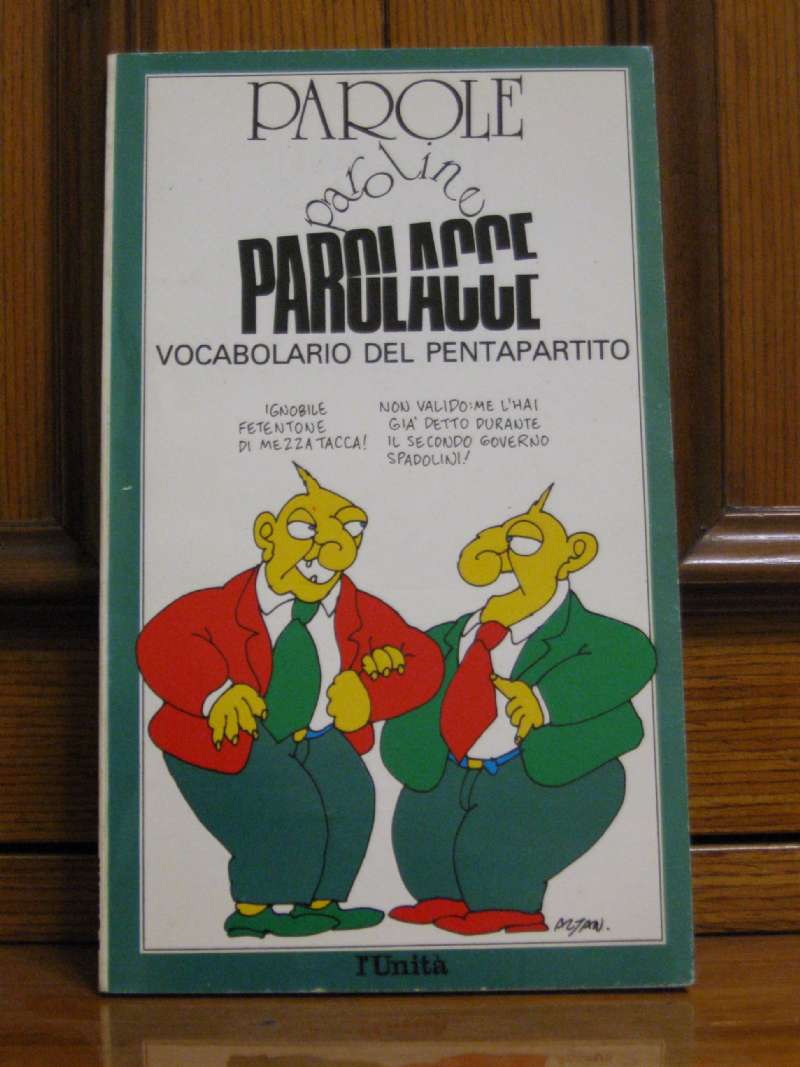 PAROLE
paroline
PAROLACCE
VOCABOLARIO DEL PENTAPARTITO
IGNOBILE
FETENTONE
DI MEZZA TACCA!
NON VALIDO: ME L'HAI
GIA' DETTO DURANTE
IL SECONDO GOVERNO
SPADOLINI!
ALTAN.
l'Unità